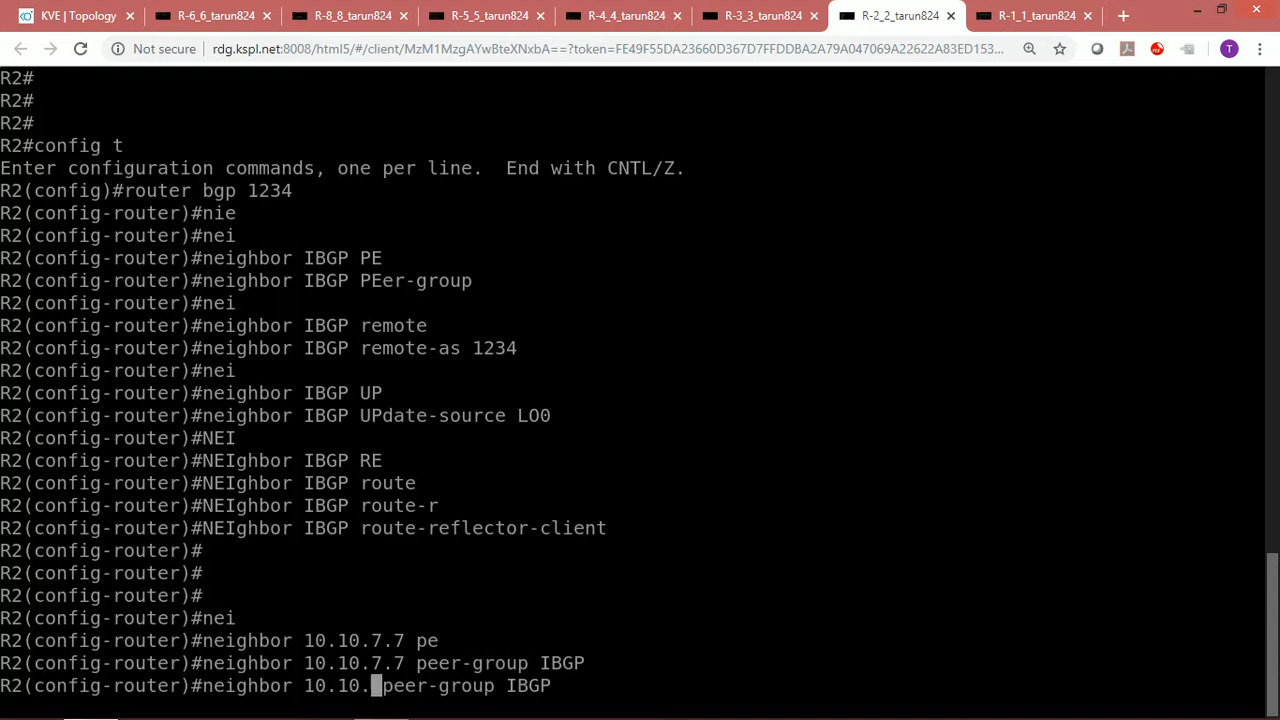 KVE | Topology
R-6_6_tarun824
R-8_8_tarun824
R-5_5_tarun824
R-4_4_tarun824
R-3_3_tarun824
R-2_2_tarun824
R-1_1_tarun824
Not secure
rdg.kspl.net:8008/html5/#/client/MzM1MzgAYwBteXNxbA==?token=FE49F55DA23660D367D7FFDDBA2A79A047069A22622A83ED153...
T
R2#
R2#
R2#
R2#config t
Enter configuration commands, one per line.  End with CNTL/Z.
R2(config)#router bgp 1234
R2(config-router)#nie
R2(config-router)#nei
R2(config-router)#neighbor IBGP PE
R2(config-router)#neighbor IBGP PEer-group
R2(config-router)#nei
R2(config-router)#neighbor IBGP remote
R2(config-router)#neighbor IBGP remote-as 1234
R2(config-router)#nei
R2(config-router)#neighbor IBGP UP
R2(config-router)#neighbor IBGP UPdate-source LO0
R2(config-router)#NEI
R2(config-router)#NEIghbor IBGP RE
R2(config-router)#NEIghbor IBGP route
R2(config-router)#NEIghbor IBGP route-r
R2(config-router)#NEIghbor IBGP route-reflector-client
R2(config-router)#
R2(config-router)#
R2(config-router)#
R2(config-router)#nei
R2(config-router)#neighbor 10.10.7.7 pe
R2(config-router)#neighbor 10.10.7.7 peer-group IBGP
R2(config-router)#neighbor 10.10. peer-group IBGP